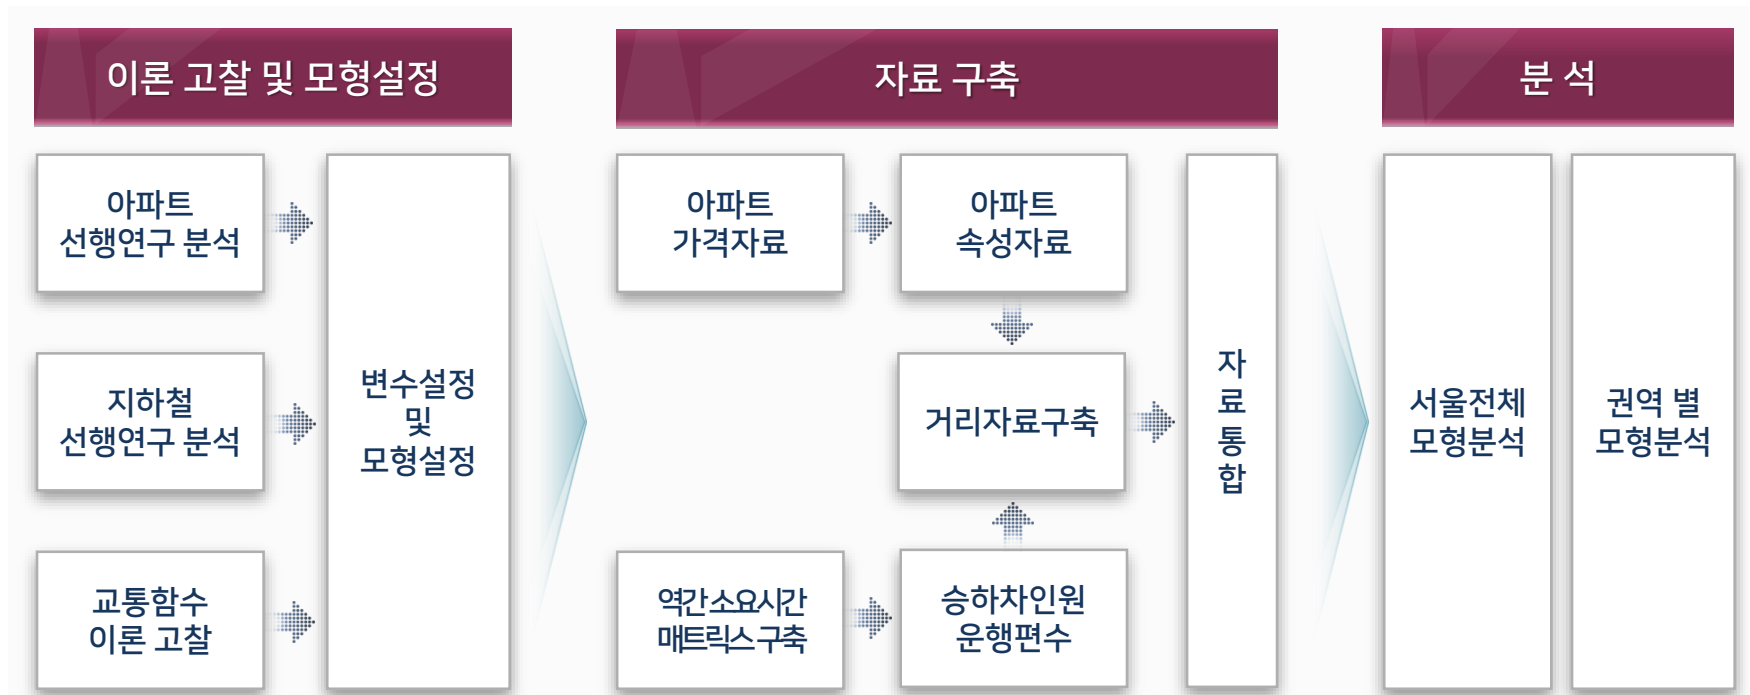 이론 고찰 및 모형설정
자료 구축
분 석
아파트
선행연구 분석
지하철
선행연구 분석
교통함수
이론 고찰
변수설정
및
모형설정
아파트
가격자료
아파트
속성자료
거리자료구축
역간 소요시간
매트릭스 구축
승하차인원
운행편수
자
료
통
합
서울전체
모형분석
권역 별
모형분석